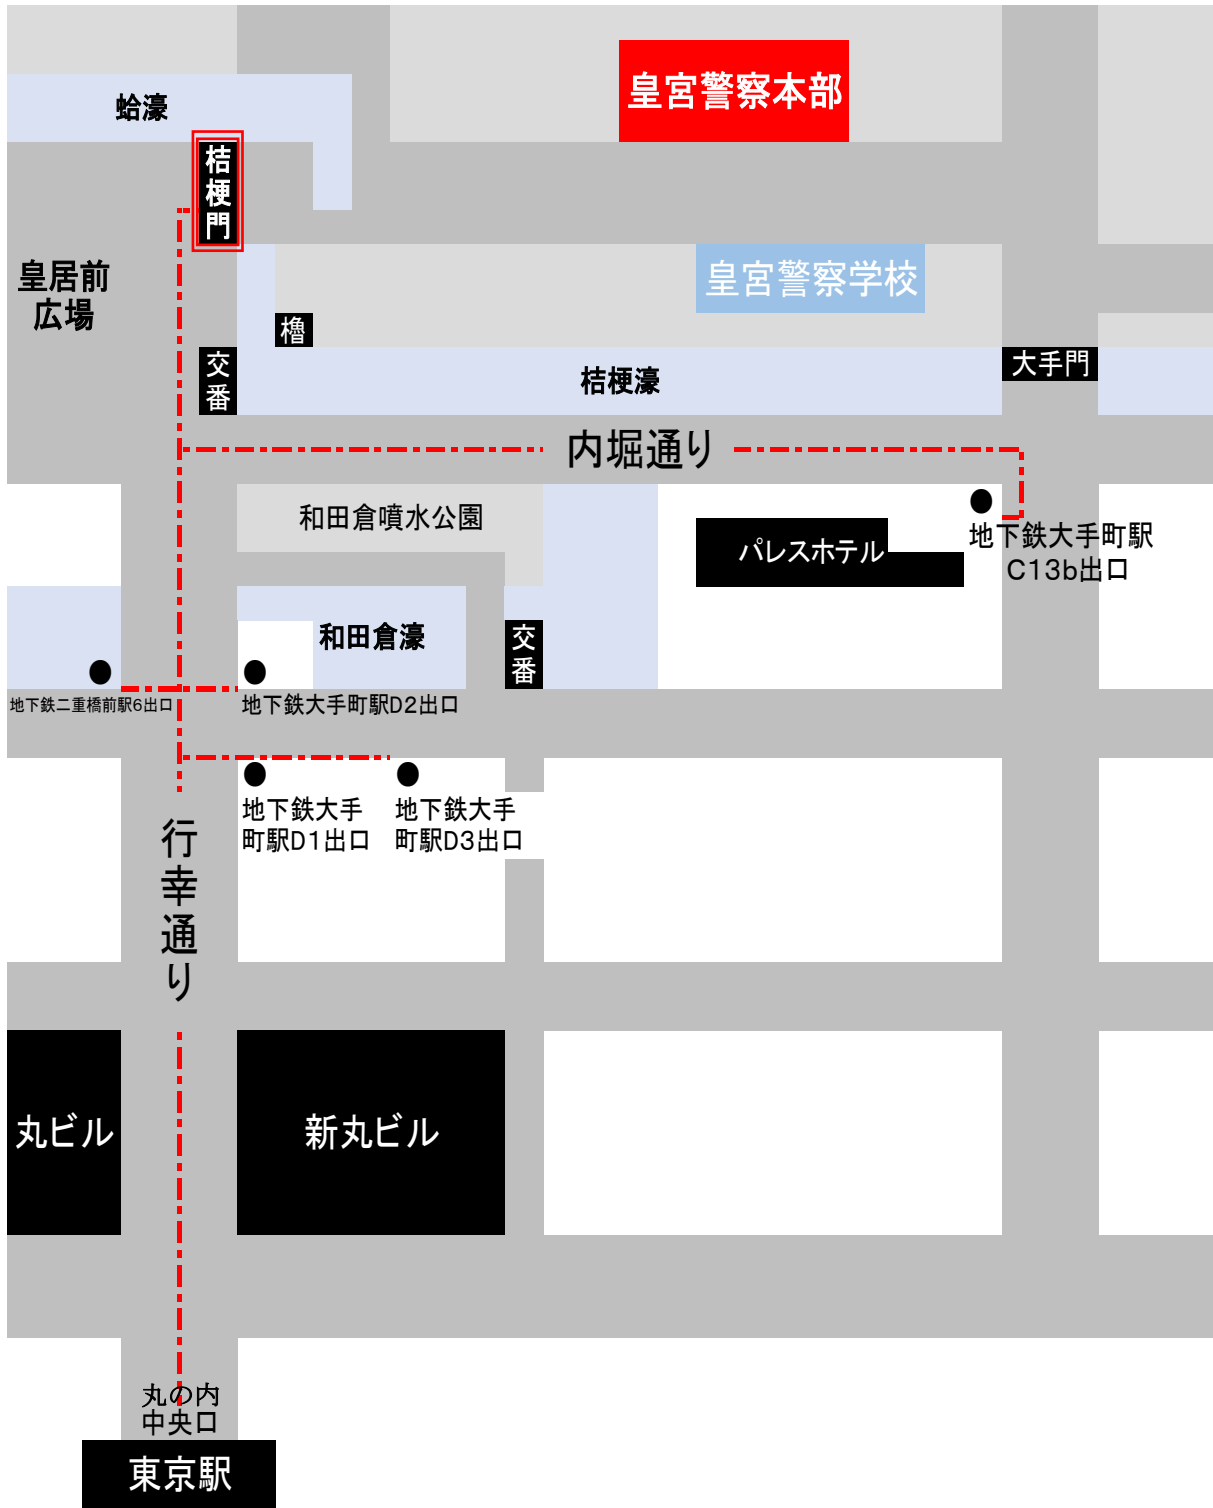 皇宮警察本部
蛤濠
桔梗門
皇居前
広場
皇宮警察学校
櫓
交番
桔梗濠
大手門
内堀通り
和田倉噴水公園
パレスホテル
地下鉄大手町駅
C13b出口
和田倉濠
交番
地下鉄二重橋前駅6出口
地下鉄大手町駅D2出口
地下鉄大手
町駅D1出口
地下鉄大手
町駅D3出口
行幸通り
丸ビル
新丸ビル
丸の内
中央口
東京駅